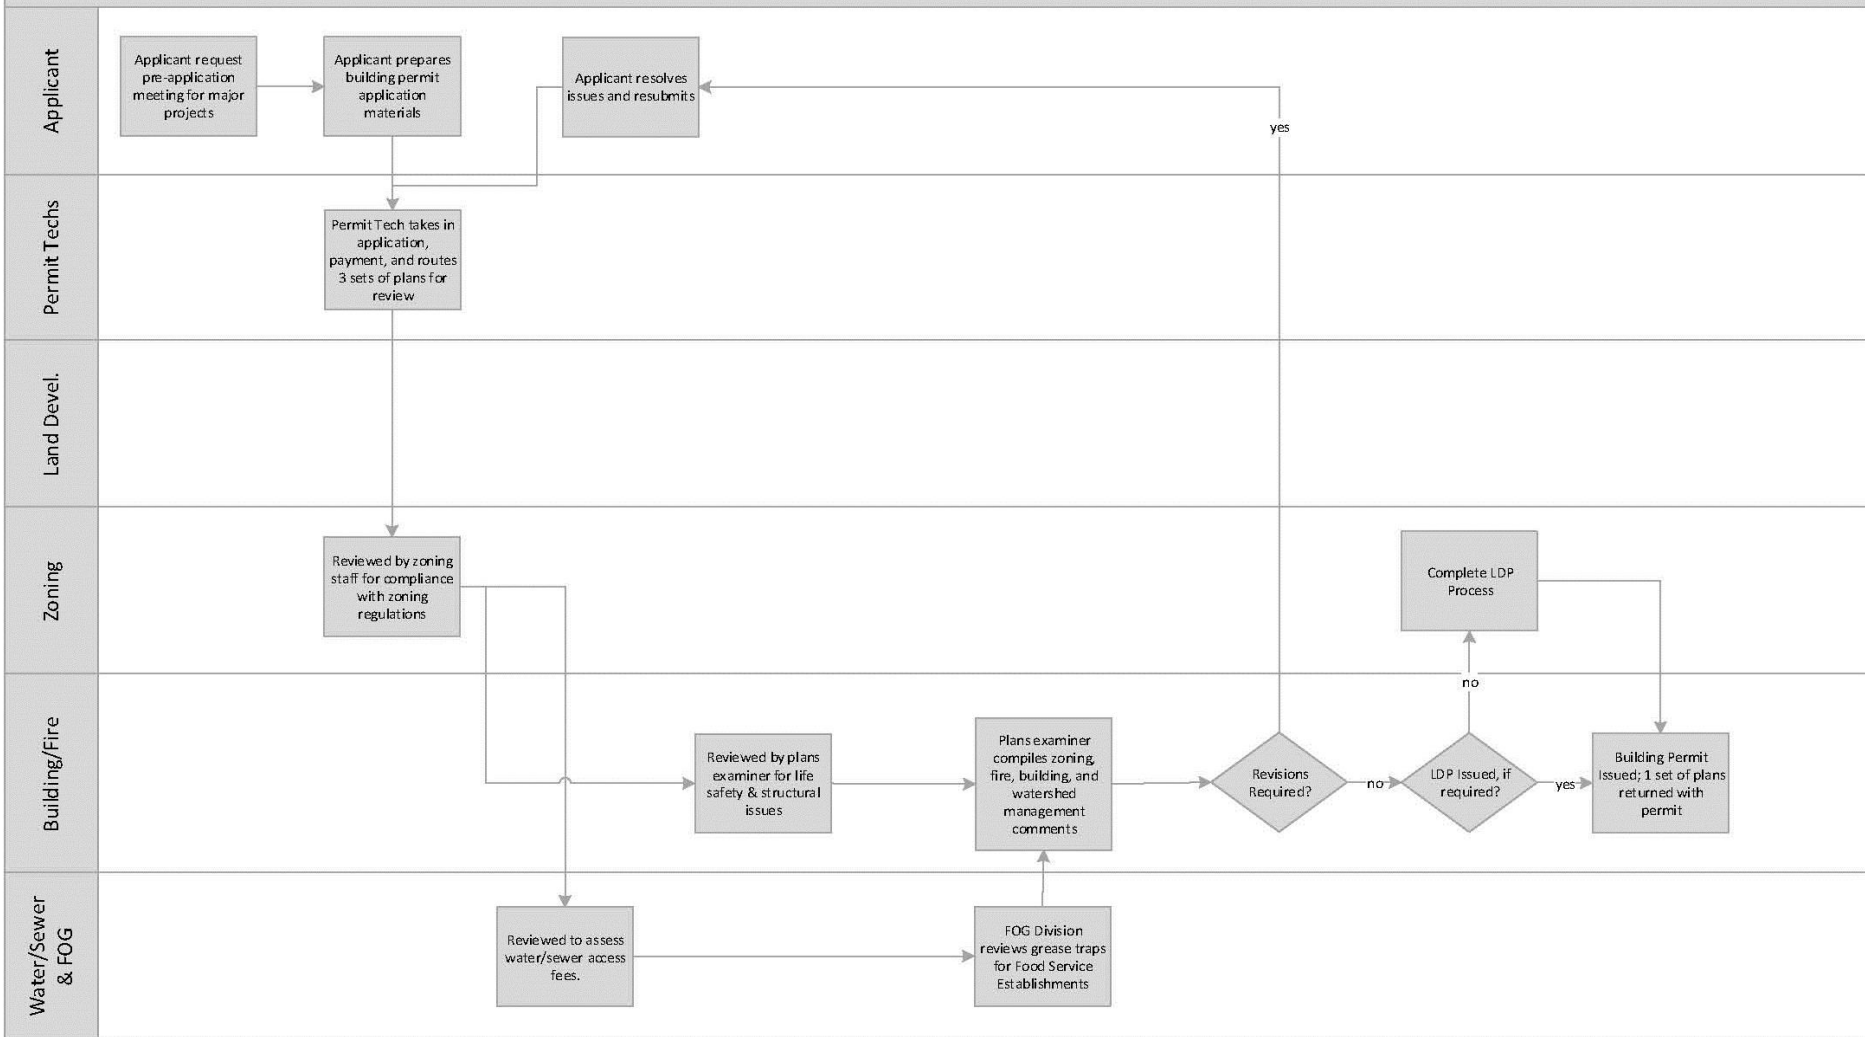 Applicant
Applicant request
pre-application
meeting for major
projects
Applicant prepares
building permit
application
materials
Applicant resolves
issues and resubmits
yes
Permit Techs
Permit Tech takes in
application,
payment, and routes
3 sets of plans for
review
Land Devel.
Zoning
Reviewed by zoning
staff for compliance
with zoning
regulations
Complete LDP
Process
no
Building/Fire
Reviewed by plans
examiner for life
safety & structural
issues
Plans examiner
compiles zoning,
fire, building, and
watershed
management
comments
Revisions
Required?
no
LDP Issued, if
required?
yes
Building Permit
Issued; 1 set of plans
returned with
permit
Water/Sewer
& FOG
Reviewed to assess
water/sewer access
fees.
FOG Division
reviews grease traps
for Food Service
Establishments